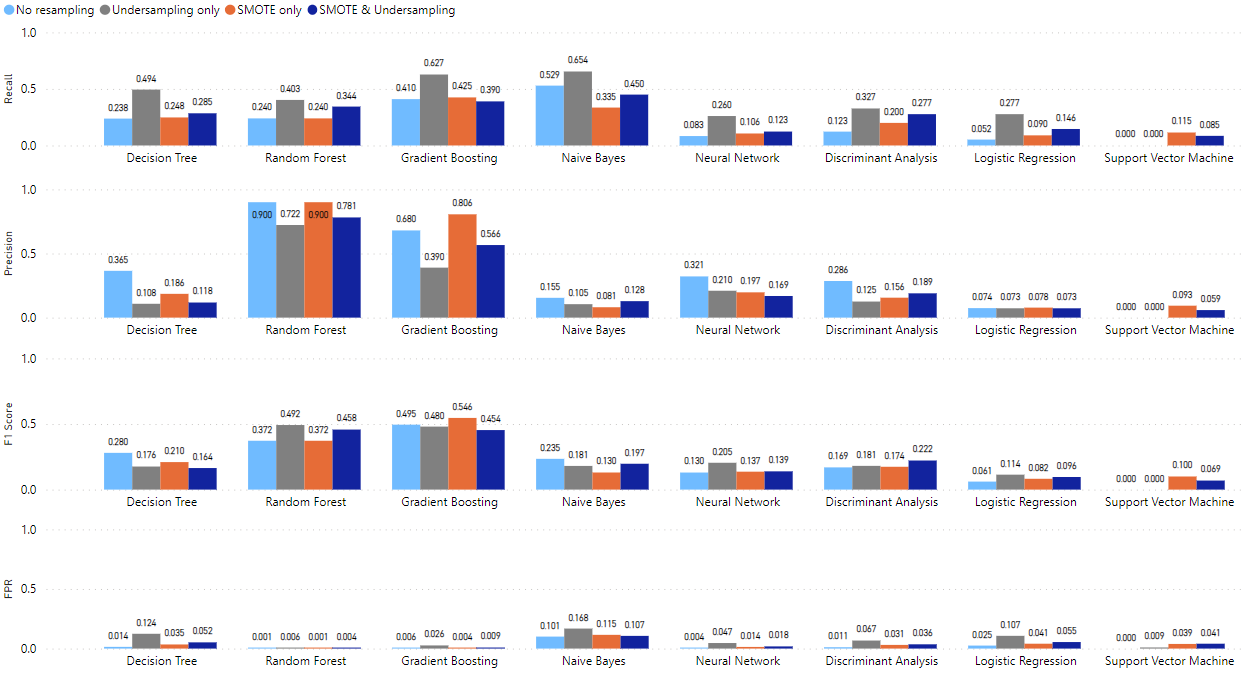 No resampling Undersampling only SMOTE only SMOTE & Undersampling
1.0
Recall
0.5
0.0
0.238 0.494 0.248 0.285
0.240 0.403 0.240 0.344
0.410 0.627 0.425 0.390
0.529 0.654 0.335 0.450
0.083 0.260 0.106 0.123
0.123 0.327 0.200 0.277
0.052 0.277 0.090 0.146
0.000 0.000 0.115 0.085
Decision Tree Random Forest Gradient Boosting Naive Bayes Neural Network Discriminant Analysis Logistic Regression Support Vector Machine
1.0
Precision
0.5
0.0
0.365 0.108 0.186 0.118
0.900 0.722 0.900 0.781
0.680 0.390 0.806 0.566
0.155 0.105 0.081 0.128
0.321 0.210 0.197 0.169
0.286 0.125 0.156 0.189
0.074 0.073 0.078 0.073
0.000 0.000 0.093 0.059
Decision Tree Random Forest Gradient Boosting Naive Bayes Neural Network Discriminant Analysis Logistic Regression Support Vector Machine
1.0
F1 Score
0.5
0.0
0.280 0.176 0.210 0.164
0.372 0.492 0.372 0.458
0.495 0.480 0.546 0.454
0.235 0.181 0.130 0.197
0.130 0.205 0.137 0.139
0.169 0.181 0.174 0.222
0.061 0.114 0.082 0.096
0.000 0.000 0.100 0.069
Decision Tree Random Forest Gradient Boosting Naive Bayes Neural Network Discriminant Analysis Logistic Regression Support Vector Machine
1.0
FPR
0.5
0.0
0.014 0.124 0.035 0.052
0.001 0.006 0.001 0.004
0.006 0.026 0.004 0.009
0.101 0.168 0.115 0.107
0.004 0.047 0.014 0.018
0.011 0.067 0.031 0.036
0.025 0.107 0.041 0.055
0.000 0.009 0.039 0.041
Decision Tree Random Forest Gradient Boosting Naive Bayes Neural Network Discriminant Analysis Logistic Regression Support Vector Machine